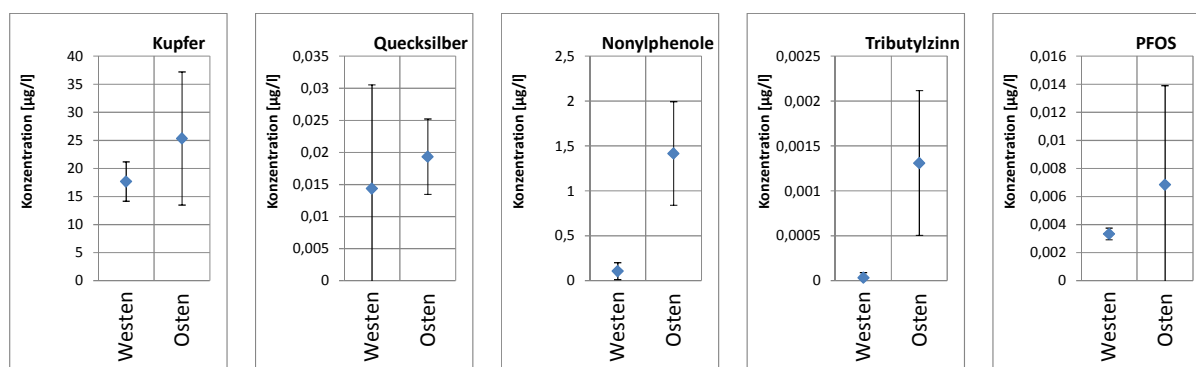 Kupfer
Konzentration [µg/l]
40
35
30
25
20
15
10
5
0
Westen
Osten
Quecksilber
Konzentration [µg/l]
0,035
0,03
0,025
0,02
0,015
0,01
0,005
0
Westen
Osten
Nonylphenole
Konzentration [µg/l]
2,5
2
1,5
1
0,5
0
Westen
Osten
Tributylzinn
Konzentration [µg/l]
0,0025
0,002
0,0015
0,001
0,0005
0
Westen
Osten
PFOS
Konzentration [µg/l]
0,016
0,014
0,012
0,01
0,008
0,006
0,004
0,002
0
Westen
Osten